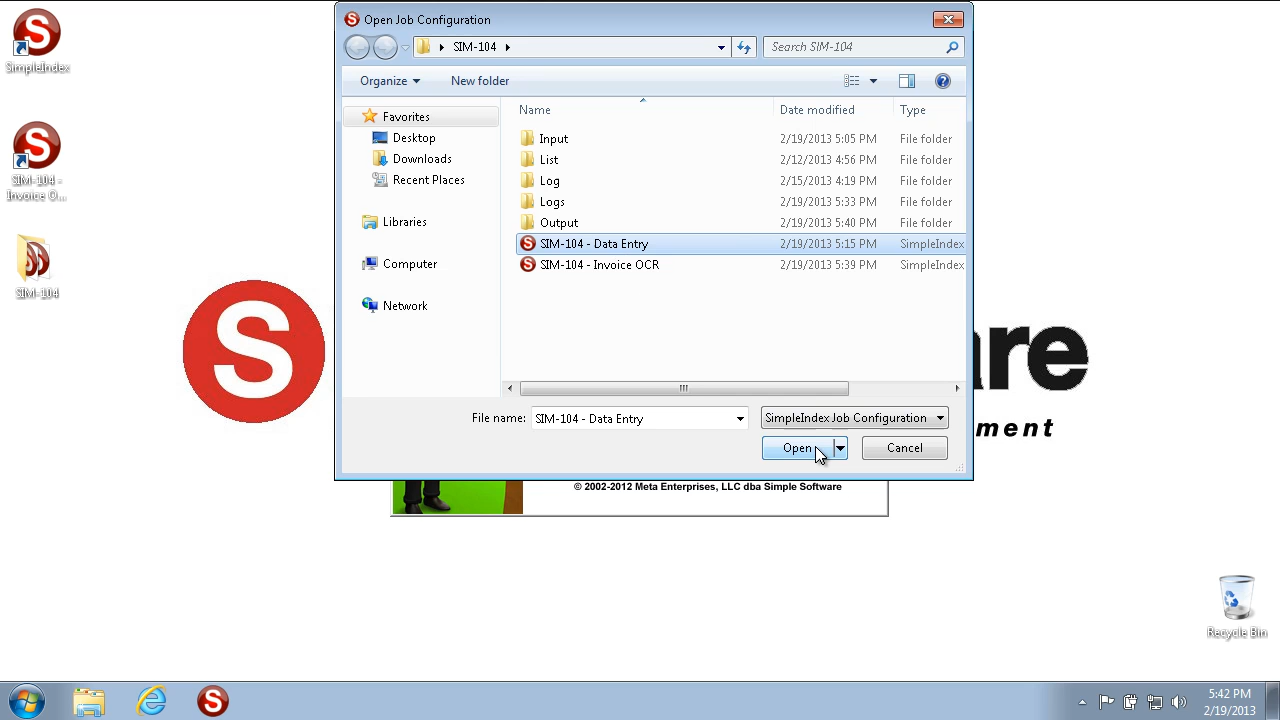 SimpleIndex
SIM-104 -
Invoice O...
SIM-104
S
Open Job Configuration
SIM-104
Search SIM-104
Organize
New folder
Favorites
Desktop
Downloads
Recent Places
Libraries
Computer
Network
Name
Date modified
Type
Input
2/19/2013 5:05 PM
File folder
List
2/12/2013 4:56 PM
File folder
Log
2/15/2013 4:19 PM
File folder
Logs
2/19/2013 5:33 PM
File folder
Output
2/19/2013 5:40 PM
File folder
SIM-104 - Data Entry
2/19/2013 5:15 PM
SimpleIndex
SIM-104 - Invoice OCR
2/19/2013 5:39 PM
SimpleIndex
File name:
SIM-104 - Data Entry
SimpleIndex Job Configuration
Open
Cancel
are
ment
© 2002-2012 Meta Enterprises, LLC dba Simple Software
Recycle Bin
5:42 PM
2/19/2013